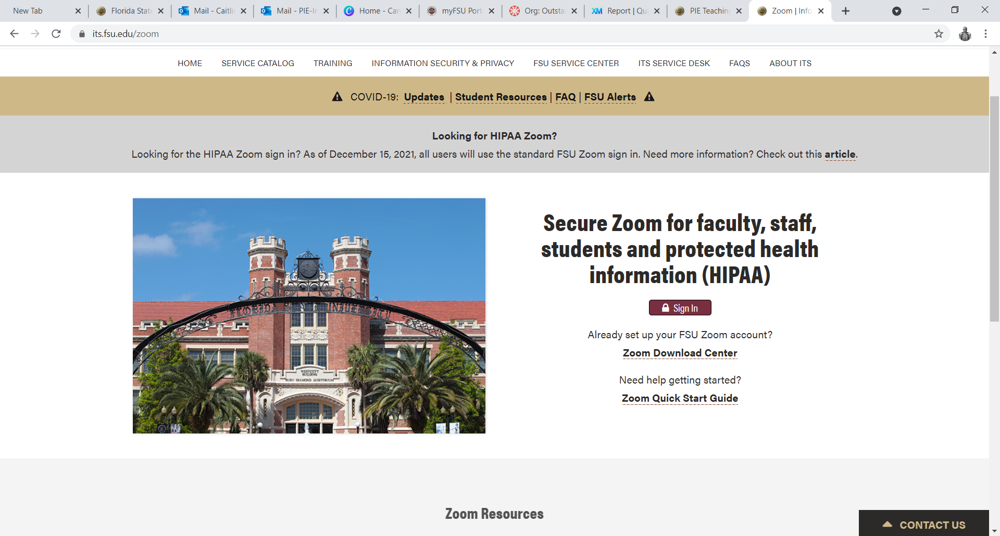 New Tab
Florida State
Mail - Caitli
Mail - PIE-In
Home - Can
myFSU Port
Org: Outsta
Report | Qu
PIE Teaching
Zoom | Info
its.fsu.edu/zoom
HOME SERVICE CATALOG TRAINING INFORMATION SECURITY & PRIVACY FSU SERVICE CENTER ITS SERVICE DESK FAQS ABOUT ITS
COVID-19: Updates | Student Resources | FAQ | FSU Alerts
Looking for HIPAA Zoom?
Looking for the HIPAA Zoom sign in? As of December 15, 2021, all users will use the standard FSU Zoom sign in. Need more information? Check out this article.
FLORIDA STATE UNIVERSITY
WESTCOTT
BUILDING
RUBY DIAMOND AUDITORIUM
Secure Zoom for faculty, staff,
students and protected health
information (HIPAA)
Sign In
Already set up your FSU Zoom account?
Zoom Download Center
Need help getting started?
Zoom Quick Start Guide
Zoom Resources
CONTACT US